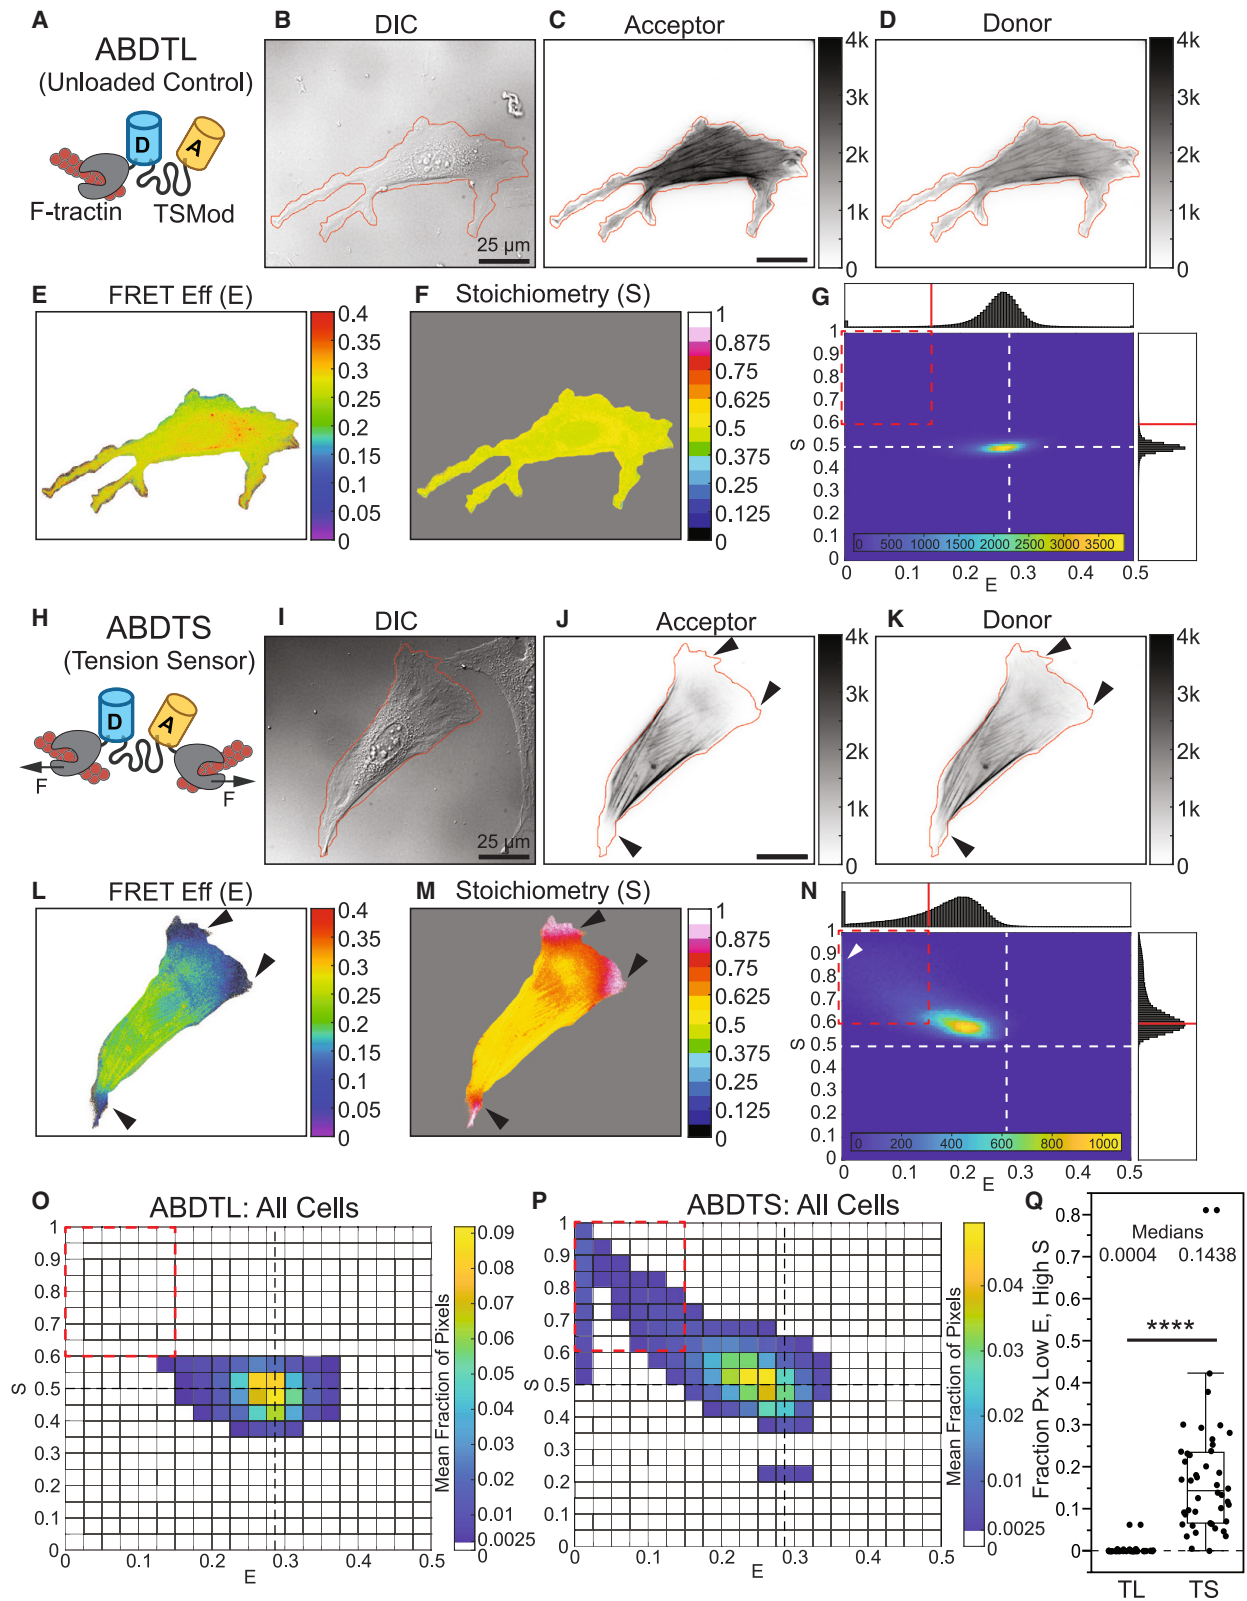 A
ABDTL
(Unloaded Control)
D
A
F-tractin
TSMod
B
DIC
25 µm
C
Acceptor
4k
3k
2k
1k
0
D
Donor
4k
3k
2k
1k
0
E
FRET Eff (E)
0.4
0.35
0.3
0.25
0.2
0.15
0.1
0.05
0
F
Stoichiometry (S)
1
0.875
0.75
0.625
0.5
0.375
0.25
0.125
0
G
1
0.9
0.8
0.7
0.6
0.5
0.4
0.3
0.2
0.1
0
S
0 500 1000 1500 2000 2500 3000 3500
0 0.1 0.2 0.3 0.4 0.5
E
H
ABDTS
(Tension Sensor)
D
A
F
F
I
DIC
25 µm
J
Acceptor
4k
3k
2k
1k
0
K
Donor
4k
3k
2k
1k
0
L
FRET Eff (E)
0.4
0.35
0.3
0.25
0.2
0.15
0.1
0.05
0
M
Stoichiometry (S)
1
0.875
0.75
0.625
0.5
0.375
0.25
0.125
0
N
1
0.9
0.8
0.7
0.6
0.5
0.4
0.3
0.2
0.1
0
S
0 200 400 600 800 1000
0 0.1 0.2 0.3 0.4 0.5
E
O
ABDTL: All Cells
1
0.9
0.8
0.7
0.6
0.5
0.4
0.3
0.2
0.1
0
S
0 0.1 0.2 0.3 0.4 0.5
E
0.09
0.08
0.07
0.06
0.05
0.04
0.03
0.02
0.01
0.0025
0
Mean Fraction of Pixels
P
ABDTS: All Cells
1
0.9
0.8
0.7
0.6
0.5
0.4
0.3
0.2
0.1
0
S
0 0.1 0.2 0.3 0.4 0.5
E
0.04
0.03
0.02
0.01
0.0025
0
Mean Fraction of Pixels
Q
0.8
0.7
0.6
0.5
0.4
0.3
0.2
0.1
0
Fraction Px Low E, High S
Medians
0.0004 0.1438
****
TL TS